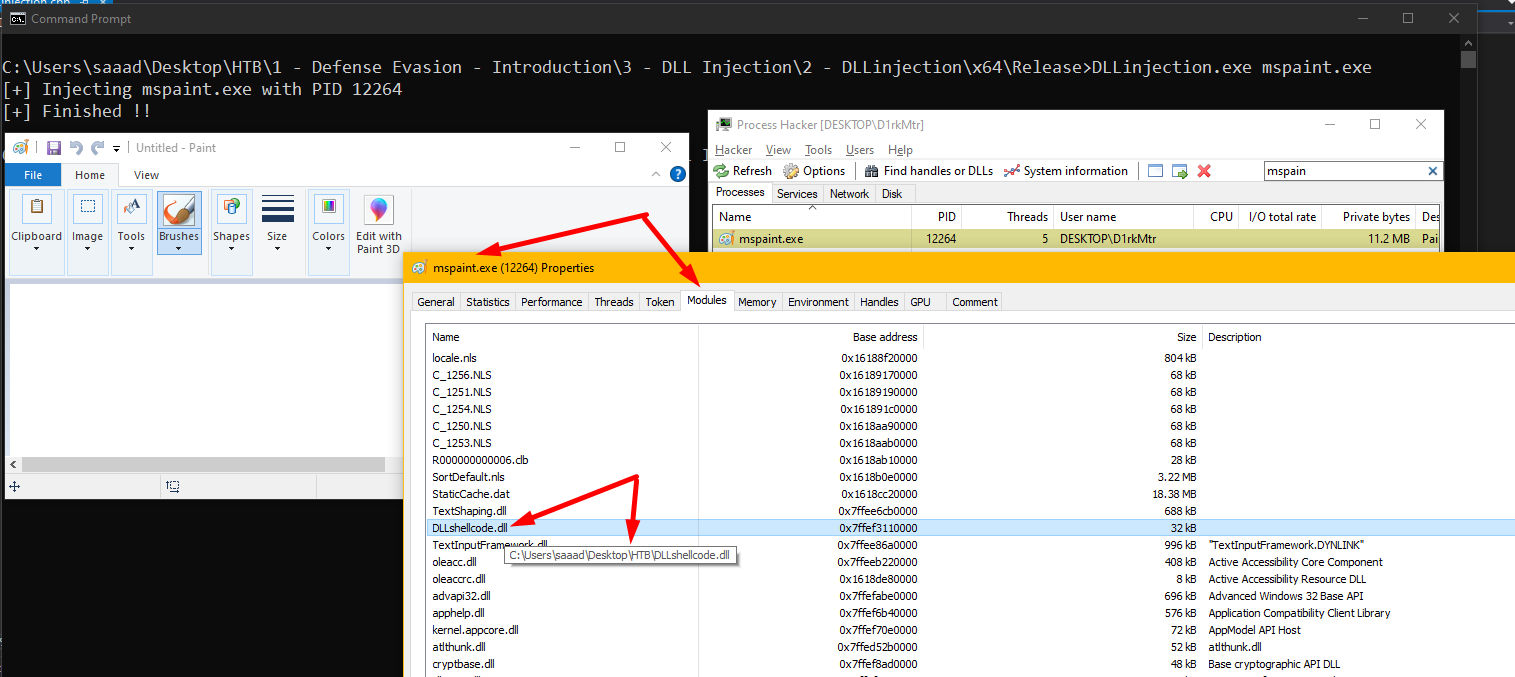 Command Prompt
C:\Users\saaad\Desktop\HTB\1 - Defense Evasion - Introduction\3 - DLL Injection\2 - DLLinjection\x64\Release>DLLinjection.exe mspaint.exe
[+] Injecting mspaint.exe with PID 12264
[+] Finished !!
Untitled - Paint
File Home View
Clipboard Image Tools Brushes Shapes Size Colors Edit with
Paint 3D
Process Hacker [DESKTOP\D1rkMtr]
Hacker View Tools Users Help
Refresh Options Find handles or DLLs System information mspain
Processes Services Network Disk
Name PID Threads User name CPU I/O total rate Private bytes Des
mspaint.exe 12264 5 DESKTOP\D1rkMtr 11.2 MB Pai
mspaint.exe (12264) Properties
General Statistics Performance Threads Token Modules Memory Environment Handles GPU Comment
Name Base address Size Description
locale.nls 0x16188f20000 804 kB
C_1256.NLS 0x16189170000 68 kB
C_1251.NLS 0x16189190000 68 kB
C_1254.NLS 0x161891c0000 68 kB
C_1250.NLS 0x1618aa90000 68 kB
C_1253.NLS 0x1618aab0000 68 kB
R000000000006.clb 0x1618ab10000 28 kB
SortDefault.nls 0x1618b0e0000 3.22 MB
StaticCache.dat 0x1618cc20000 18.38 MB
TextShaping.dll 0x7ffee6cb0000 688 kB
DLLshellcode.dll 0x7ffef3110000 32 kB
TextInputFramework.dll 0x7ffee86a0000 996 kB "TextInputFramework.DYNLINK"
C:\Users\saaad\Desktop\HTB\DLLshellcode.dll
oleacc.dll 0x7ffeeb220000 408 kB Active Accessibility Core Component
oleaccrc.dll 0x1618de80000 8 kB Active Accessibility Resource DLL
advapi32.dll 0x7ffefabe0000 696 kB Advanced Windows 32 Base API
apphelp.dll 0x7ffef6b40000 576 kB Application Compatibility Client Library
kernel.appcore.dll 0x7ffef70e0000 72 kB AppModel API Host
atlthunk.dll 0x7ffed52b0000 52 kB atlthunk.dll
cryptbase.dll 0x7ffef8ad0000 48 kB Base cryptographic API DLL